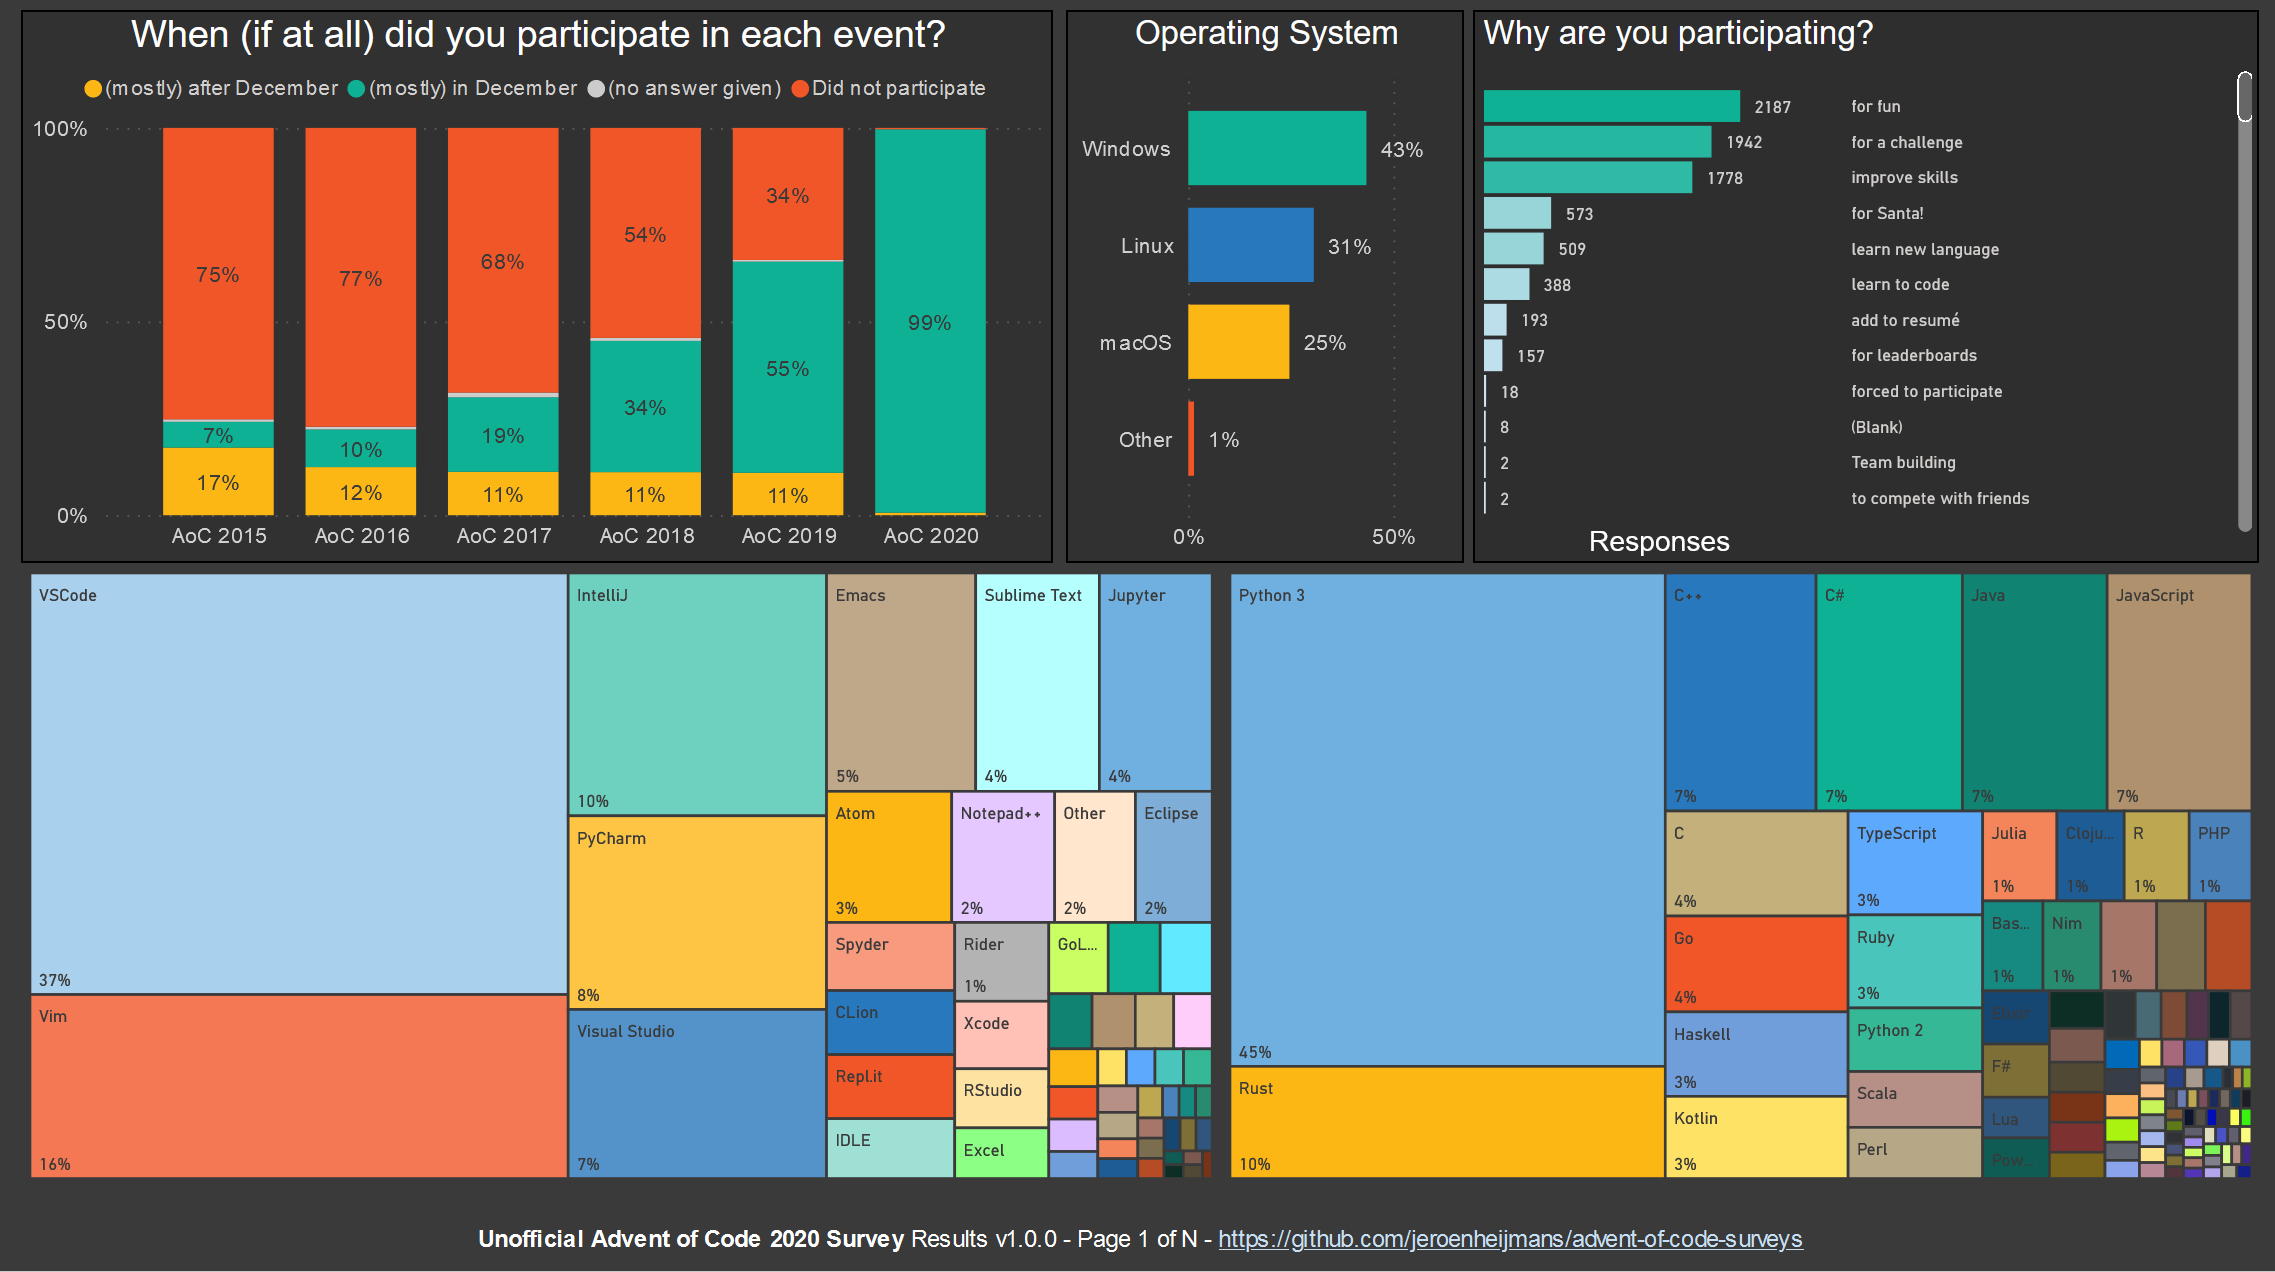 When (if at all) did you participate in each event?
(mostly) after December (mostly) in December (no answer given) Did not participate
100%
50%
0%
75%
7%
17%
77%
10%
12%
68%
19%
11%
54%
34%
11%
34%
55%
11%
99%
AoC 2015 AoC 2016 AoC 2017 AoC 2018 AoC 2019 AoC 2020
Operating System
Windows 43%
Linux 31%
macOS 25%
Other 1%
0% 50%
Why are you participating?
2187 for fun
1942 for a challenge
1778 improve skills
573 for Santa!
509 learn new language
388 learn to code
193 add to resumé
157 for leaderboards
18 forced to participate
8 (Blank)
2 Team building
2 to compete with friends
Responses
VSCode
37%
Vim
16%
IntelliJ
10%
PyCharm
8%
Visual Studio
7%
Emacs
5%
Sublime Text
4%
Jupyter
4%
Atom
3%
Notepad++
2%
Other
2%
Eclipse
2%
Spyder
CLion
Repl.it
IDLE
Rider
1%
Xcode
RStudio
Excel
GoL...
Python 3
45%
Rust
10%
C++
7%
C#
7%
Java
7%
JavaScript
7%
C
4%
Go
4%
Haskell
3%
Kotlin
3%
TypeScript
3%
Ruby
3%
Python 2
Scala
Perl
Julia
1%
Cloju...
1%
R
1%
PHP
1%
Bas...
1%
Nim
1%
1%
Elixir
F#
Lua
Pow...
Unofficial Advent of Code 2020 Survey Results v1.0.0 - Page 1 of N - https://github.com/jeroenheijmans/advent-of-code-surveys